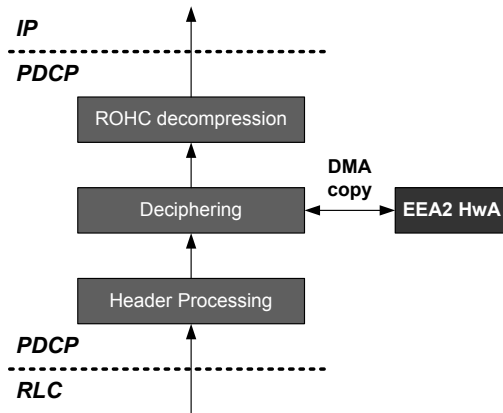 IP
PDCP
ROHC decompression
DMA
copy
Deciphering
EEA2 HwA
Header Processing
PDCP
RLC